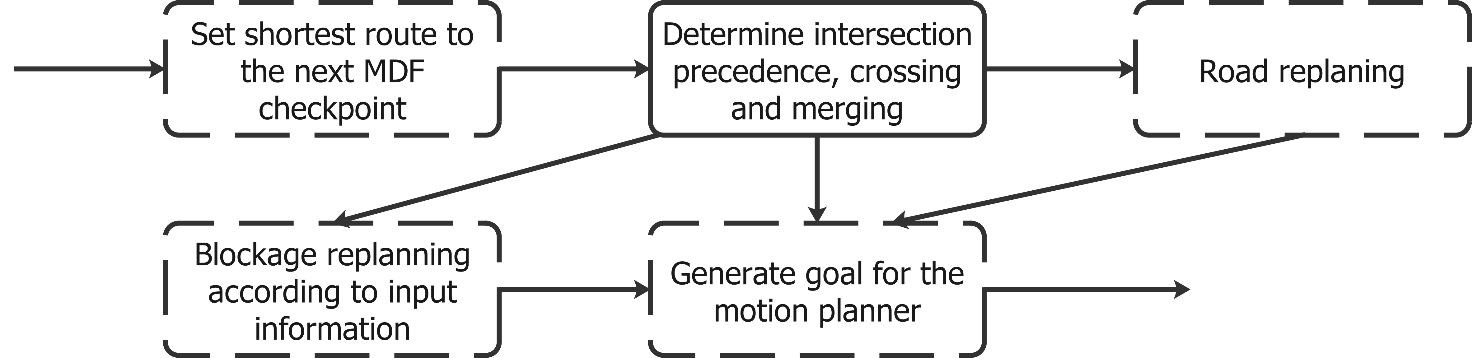 Set shortest route to
the next MDF
checkpoint
Determine intersection
precedence, crossing
and merging
Road replaning
Blockage replanning
according to input
information
Generate goal for the
motion planner